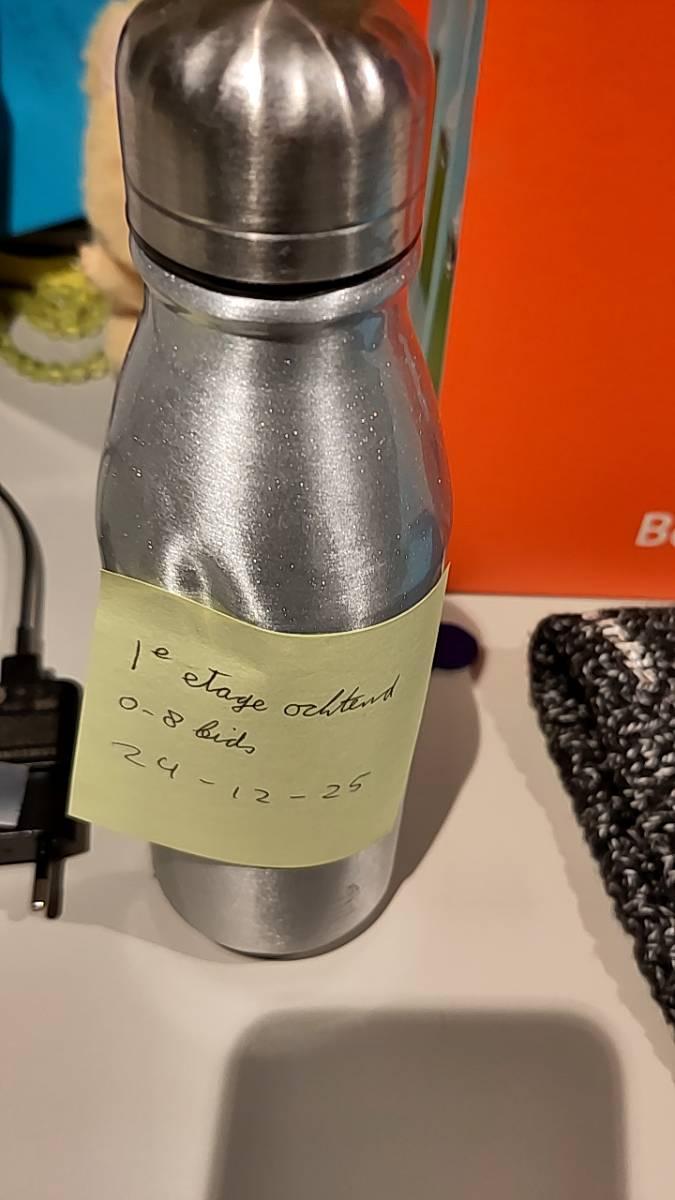 1e etage ochtend
0-8 bids
24-12-25